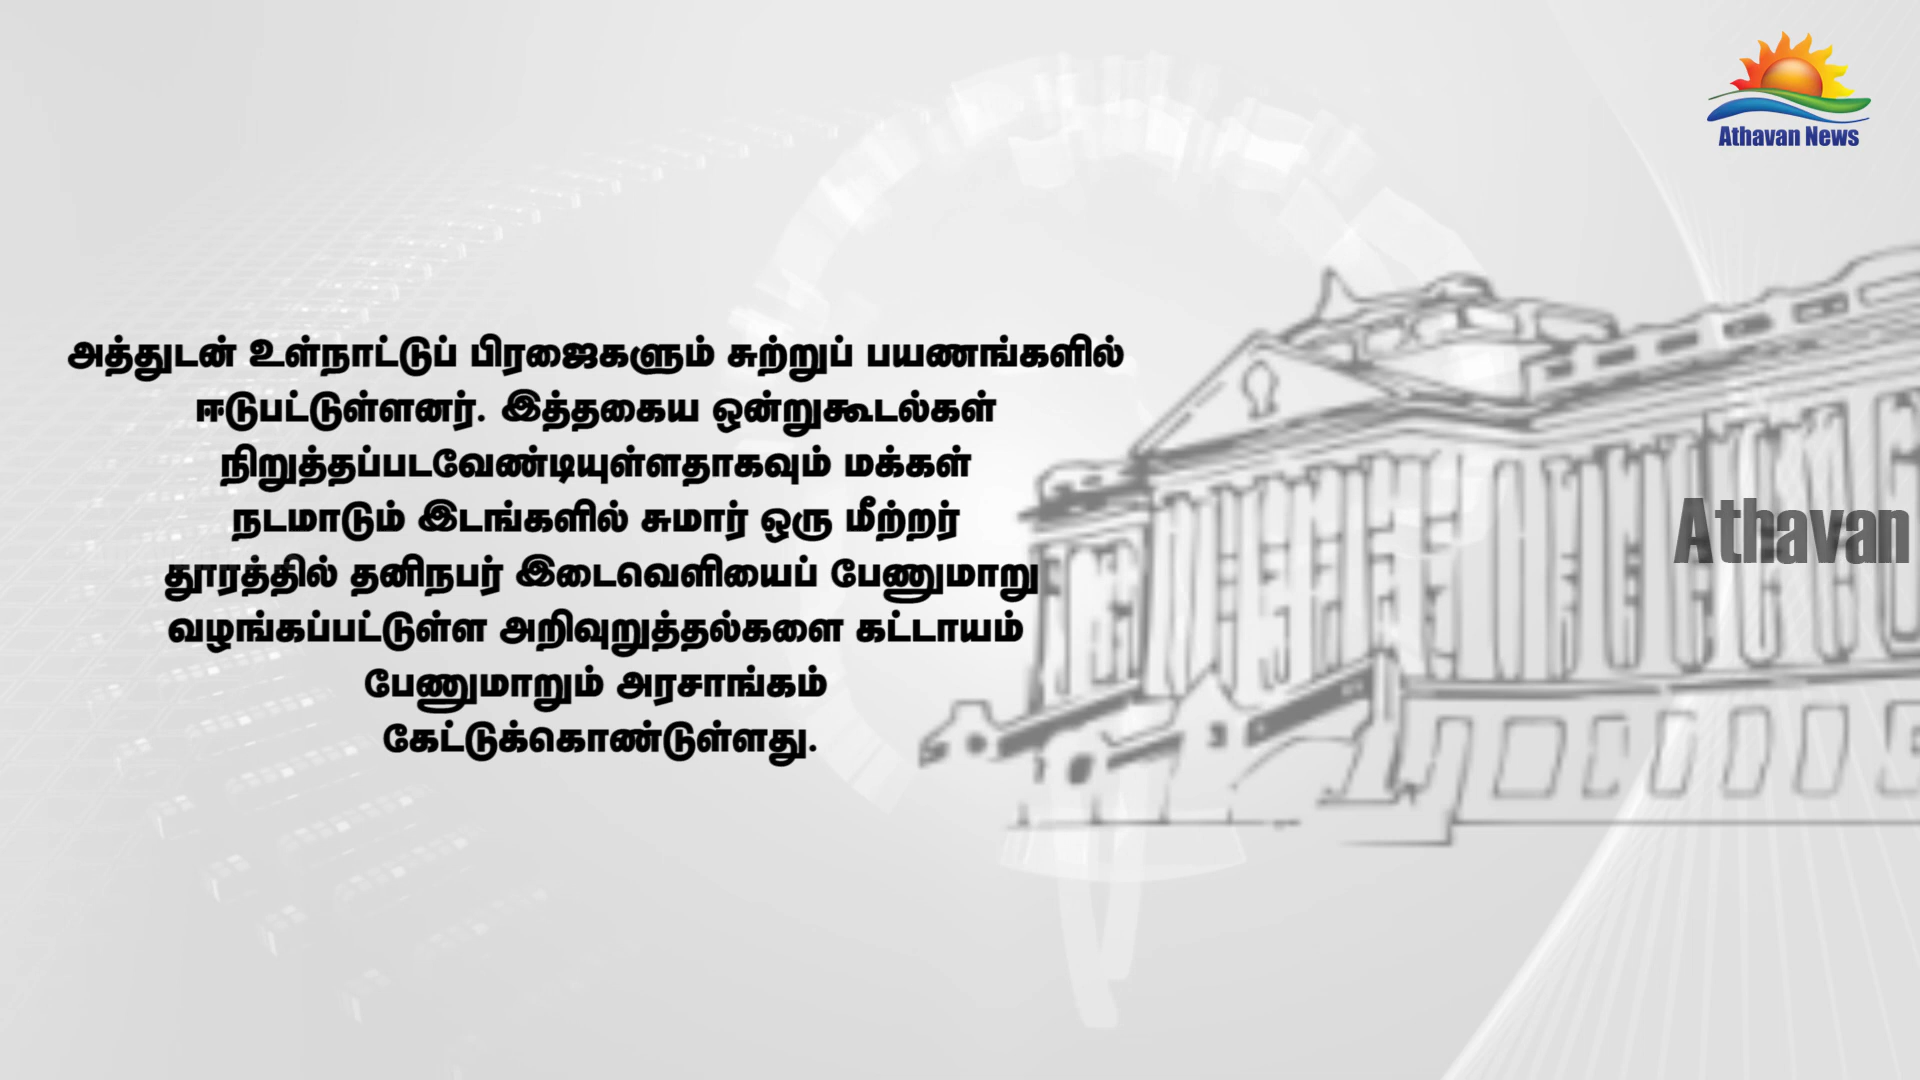 Athavan News
அத்துடன் உள்நாட்டுப் பிரஜைகளும் சுற்றுப் பயணங்களில்
ஈடுபட்டுள்ளனர். இத்தகைய ஒன்றுகூடல்கள்
நிறுத்தப்படவேண்டியுள்ளதாகவும் மக்கள்
நடமாடும் இடங்களில் சுமார் ஒரு மீற்றர்
தூரத்தில் தனிநபர் இடைவெளியைப் பேணுமாறு
வழங்கப்பட்டுள்ள அறிவுறுத்தல்களை கட்டாயம்
பேணுமாறும் அரசாங்கம்
கேட்டுக்கொண்டுள்ளது.
Athavan